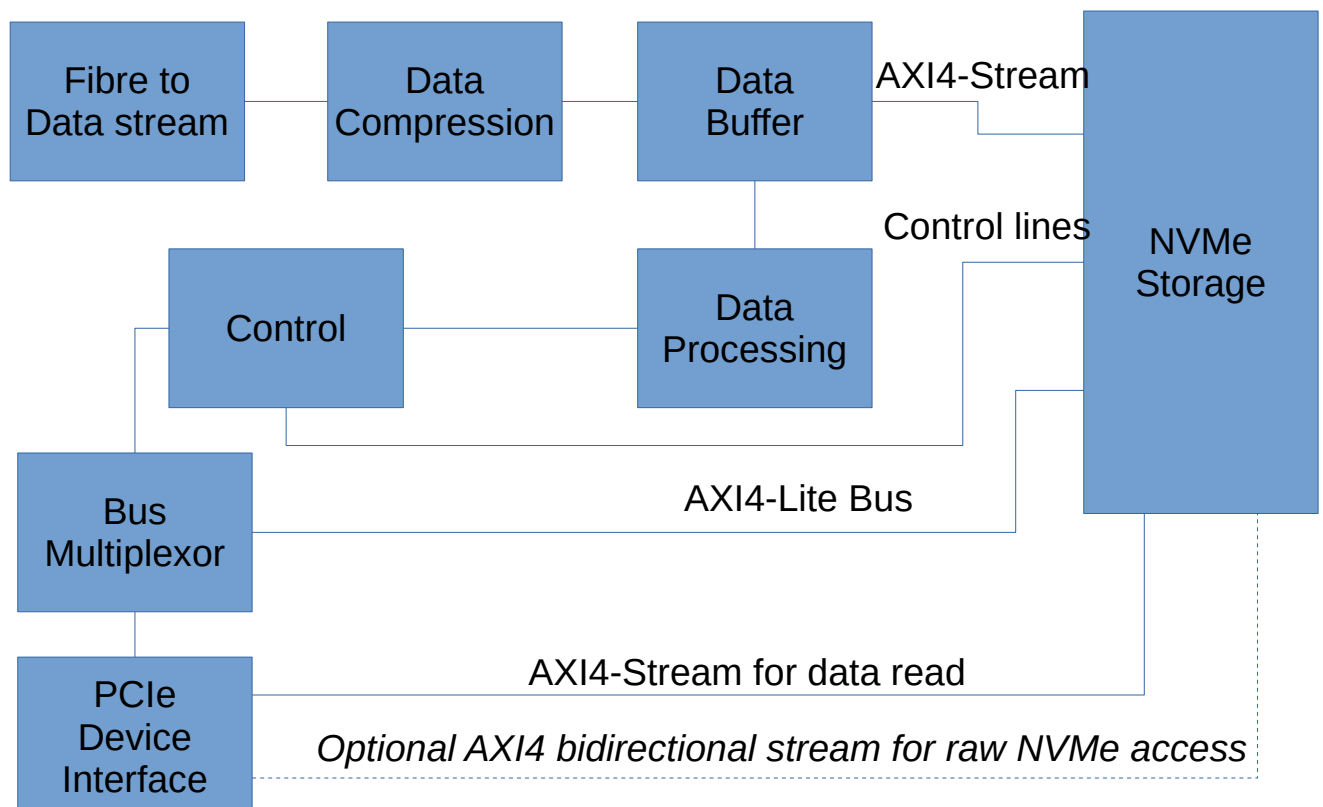 Fibre to
Data stream
Data
Compression
Data
Buffer
AXI4-Stream
Control lines
NVMe
Storage
Control
Data
Processing
Bus
Multiplexor
AXI4-Lite Bus
PCIe
Device
Interface
AXI4-Stream for data read
Optional AXI4 bidirectional stream for raw NVMe access